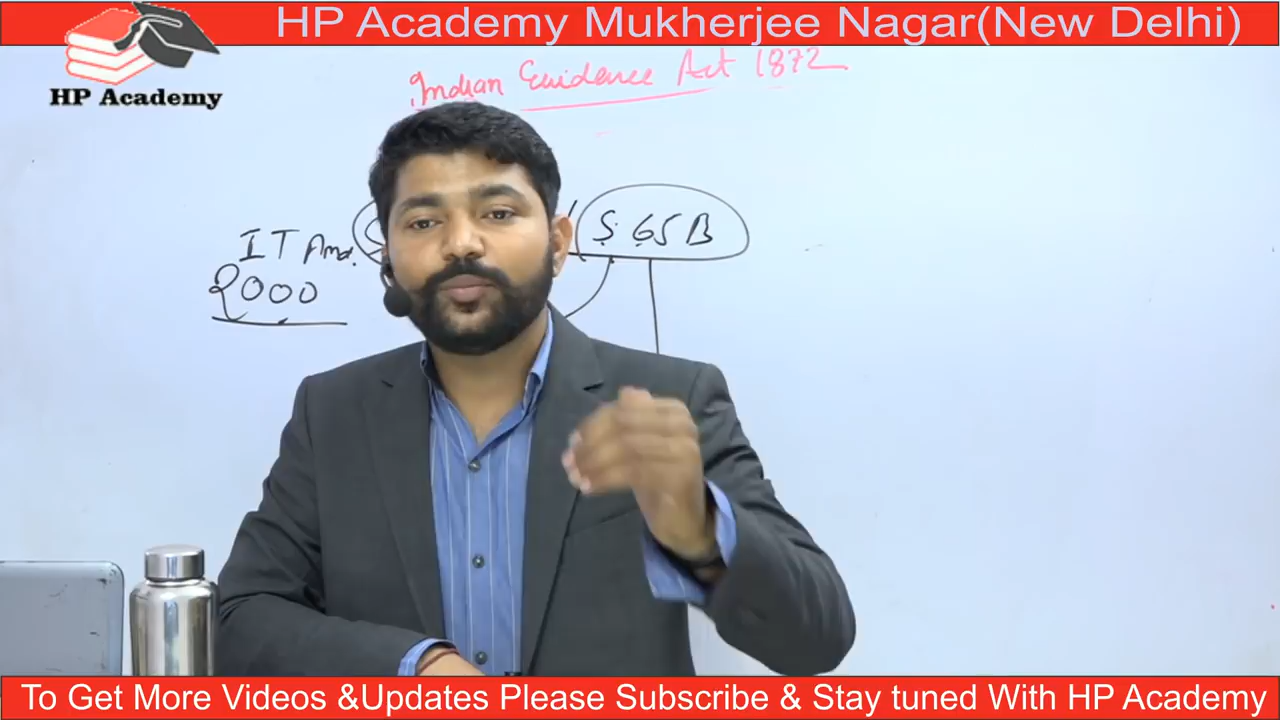 HP Academy Mukherjee Nagar(New Delhi)
HP Academy
Indian Evidence Act 1872
IT Amd.
2000
S. 65 B
To Get More Videos &Updates Please Subscribe & Stay tuned With HP Academy